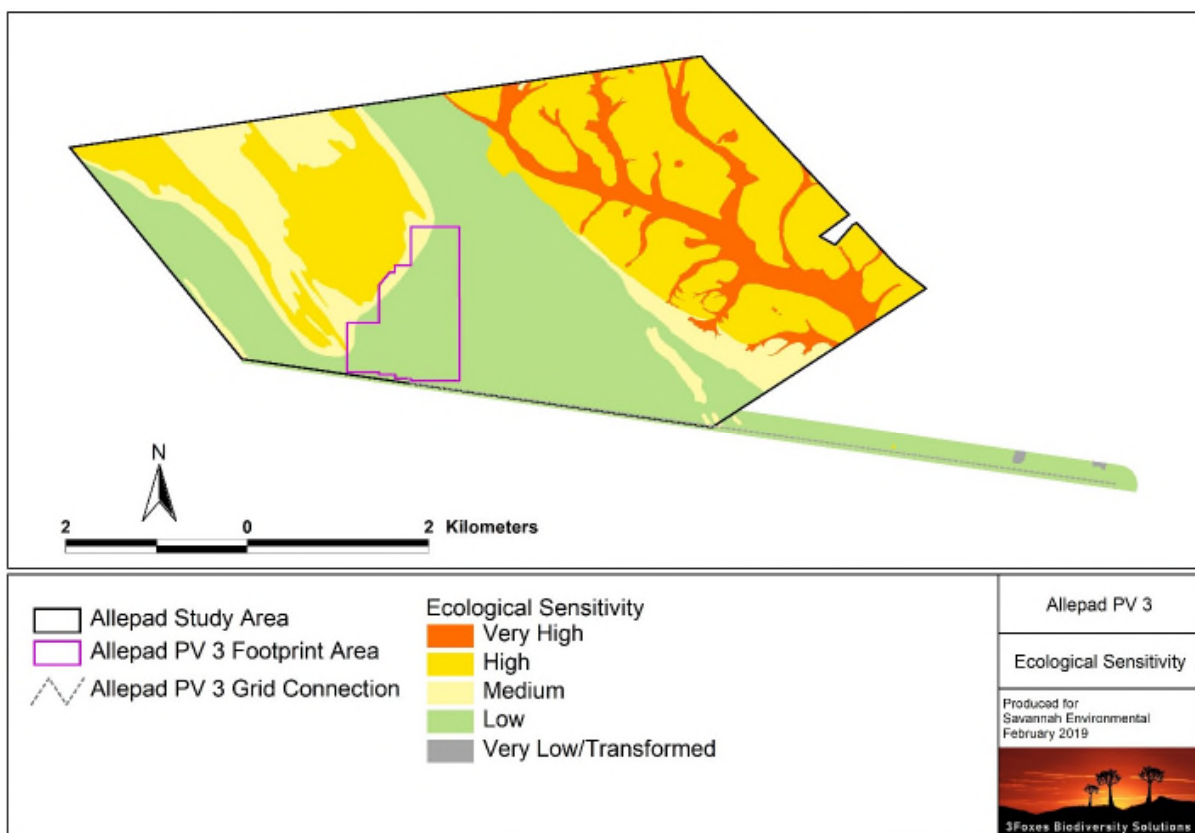 N
2 0 2 Kilometers
Allepad Study Area
Allepad PV 3 Footprint Area
Allepad PV 3 Grid Connection
Ecological Sensitivity
Very High
High
Medium
Low
Very Low/Transformed
Allepad PV 3
Ecological Sensitivity
Produced for
Savannah Environmental
February 2019
3Foxes Biodiversity Solutions